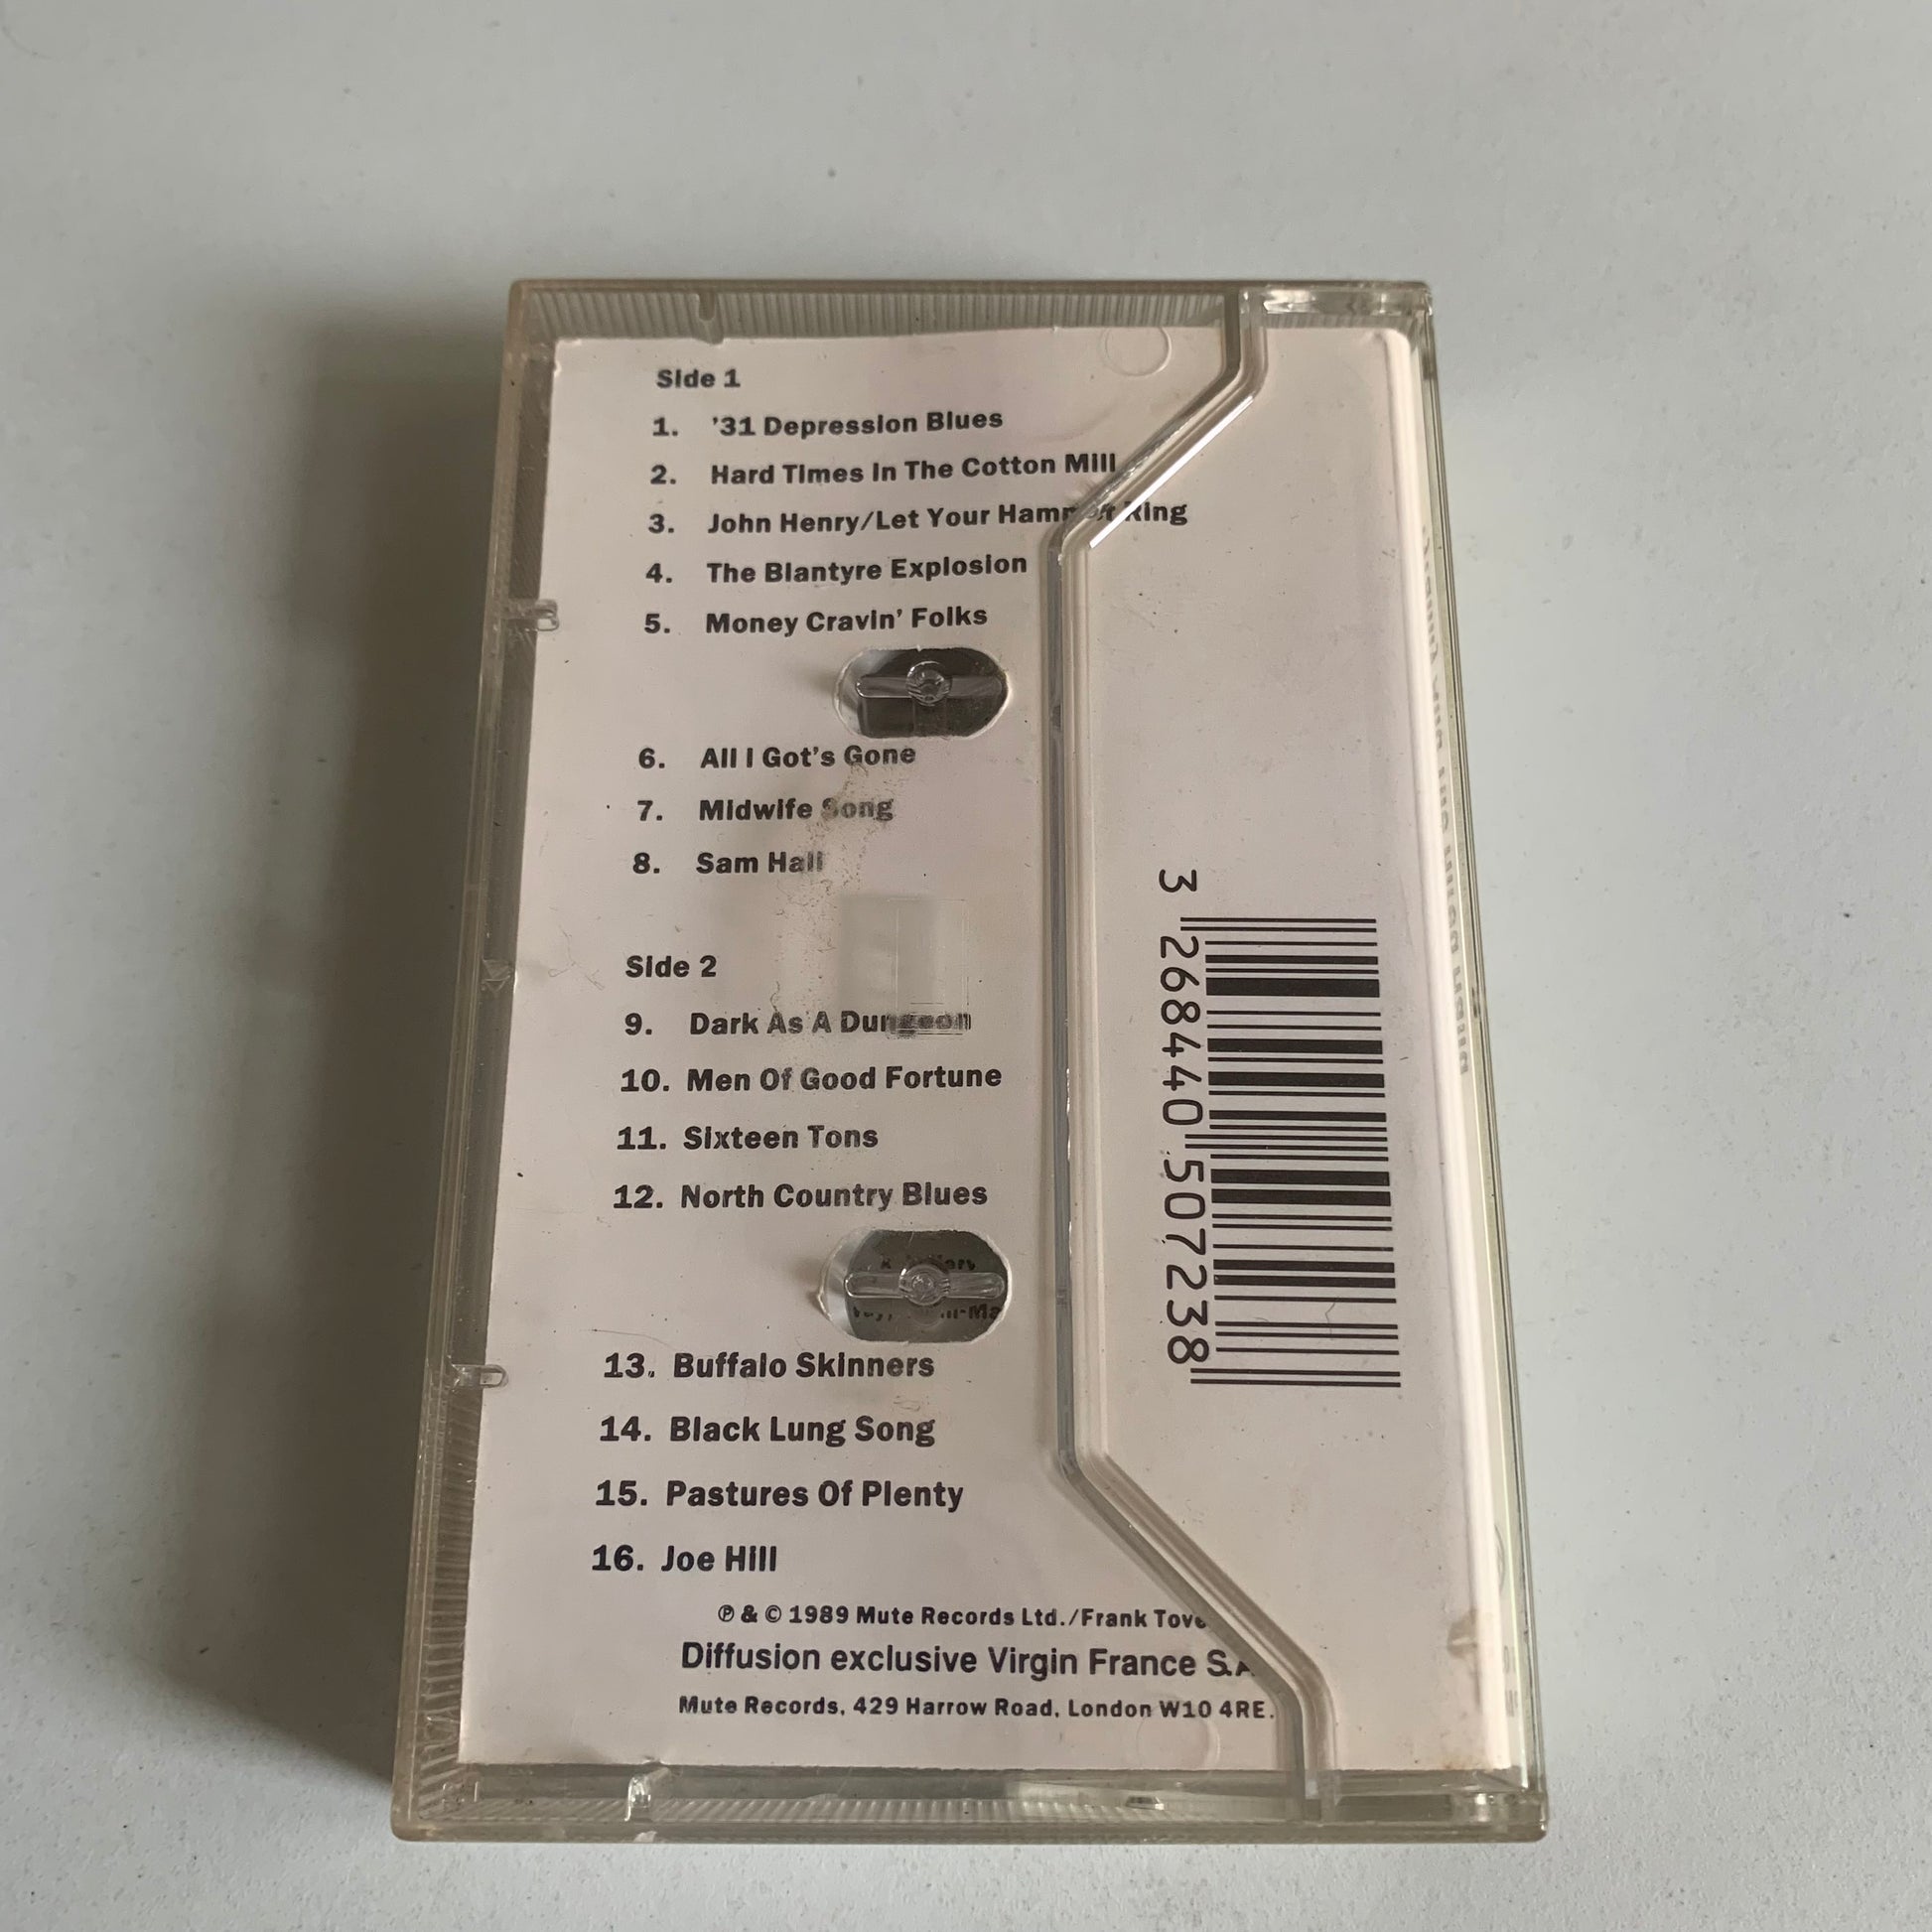 Side 1
1. '31 Depression Blues
2. Hard Times In The Cotton Mill
3. John Henry/Let Your Hammer Ring
4. The Blantyre Explosion
5. Money Cravin' Folks
6. All I Got's Gone
7. Midwife Song
8. Sam Hall
Side 2
9. Dark As A Dungeon
10. Men Of Good Fortune
11. Sixteen Tons
12. North Country Blues
13. Buffalo Skinners
14. Black Lung Song
15. Pastures Of Plenty
16. Joe Hill
℗ & © 1989 Mute Records Ltd./Frank Tove
Diffusion exclusive Virgin France S.A
Mute Records, 429 Harrow Road, London W10 4RE.
3 268440 507238